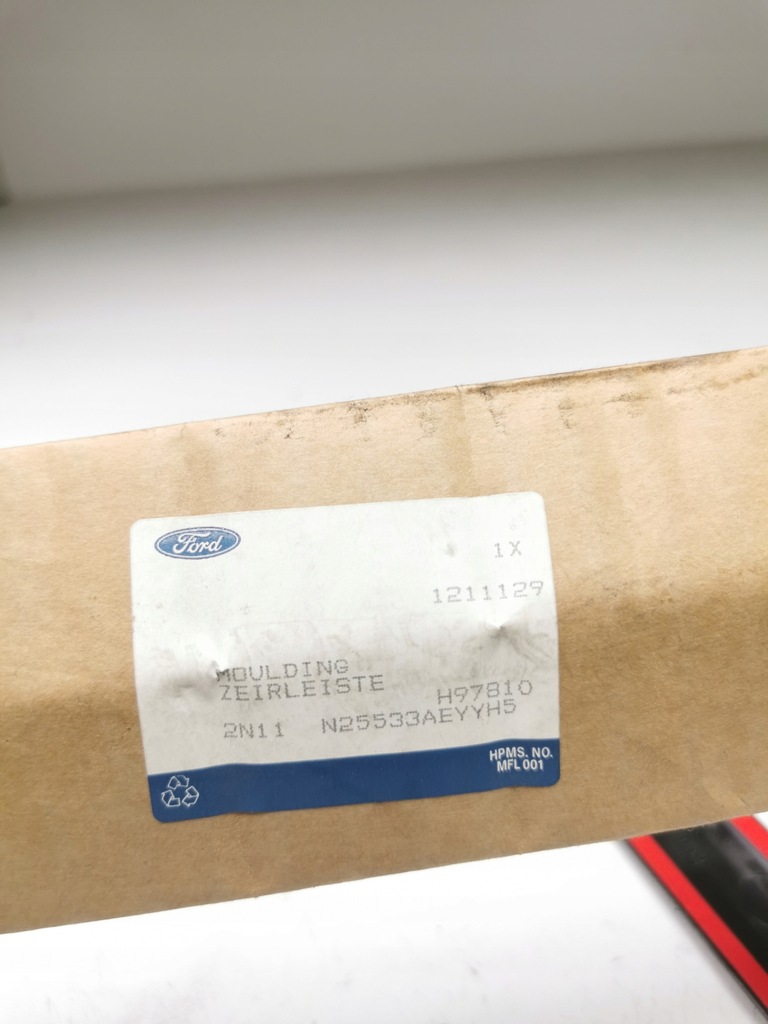 Ford
1X
1211129
MOULDING
ZEIRLEISTE
H97810
2N11 N25533AEYYH5
HPMS. NO.
MFL 001